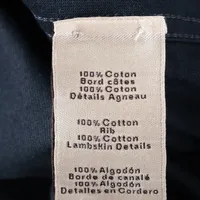 100% Coton
Bord côtes
100% Coton
Détails Agneau
100% Cotton
Rib
100% Cotton
Lambskin Details
100% Algodón
Borde de canalé
100% Algodón
Detalles en Cordero